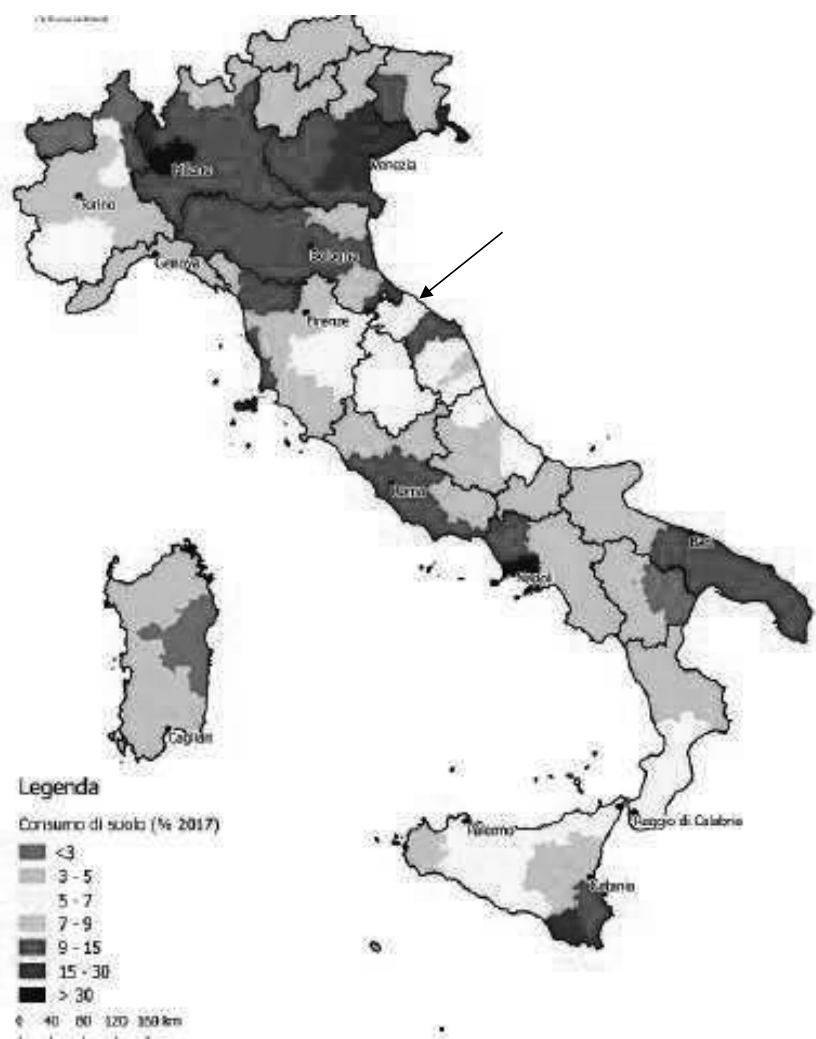 Milano
Venezia
Torino
Bologna
Genova
Firenze
Roma
Bari
Napoli
Cagliari
Legenda
Consumo di suolo (% 2017)
<3
3 - 5
5 - 7
7 - 9
9 - 15
15 - 30
> 30
0 40 80 120 160 km
Palermo
Reggio di Calabria
Catania